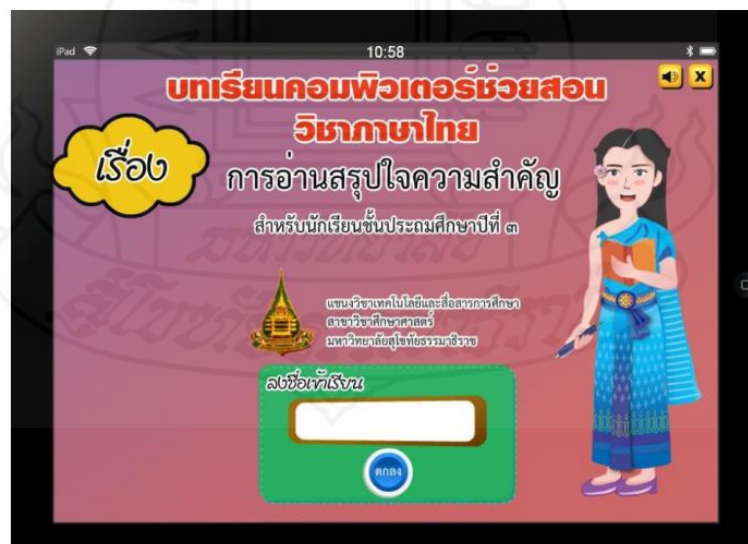 iPad
10:58
บทเรียนคอมพิวเตอร์ช่วยสอน
วิชาภาษาไทย
เรื่อง
การอ่านสรุปใจความสำคัญ
สำหรับนักเรียนชั้นประถมศึกษาปีที่ ๓
แขนงวิชาเทคโนโลยีและสื่อสารการศึกษา
สาขาวิชาศึกษาศาสตร์
มหาวิทยาลัยสุโขทัยธรรมาธิราช
ลงชื่อเข้าเรียน
ตกลง
X